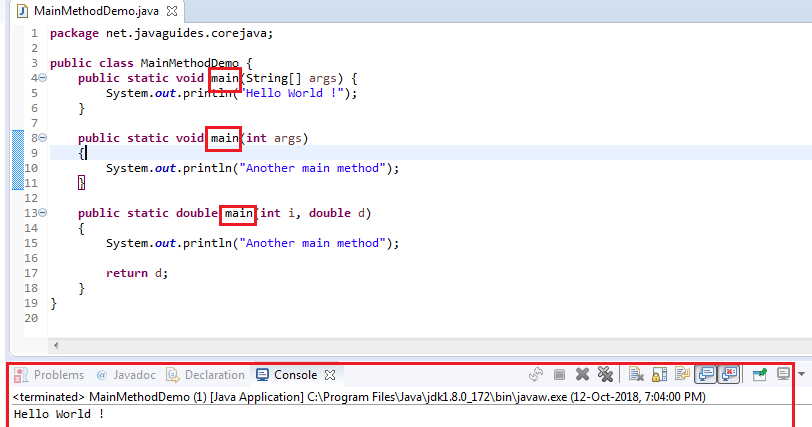 MainMethodDemo.java
1 package net.javaguides.corejava;
2
3 public class MainMethodDemo {
4 public static void main(String[] args) {
5 System.out.println("Hello World !");
6 }
7
8 public static void main(int args)
9 {
10 System.out.println("Another main method");
11 }
12
13 public static double main(int i, double d)
14 {
15 System.out.println("Another main method");
16
17 return d;
18 }
19 }
20
Problems @ Javadoc Declaration Console
<terminated> MainMethodDemo (1) [Java Application] C:\Program Files\Java\jdk1.8.0_172\bin\javaw.exe (12-Oct-2018, 7:04:00 PM)
Hello World !